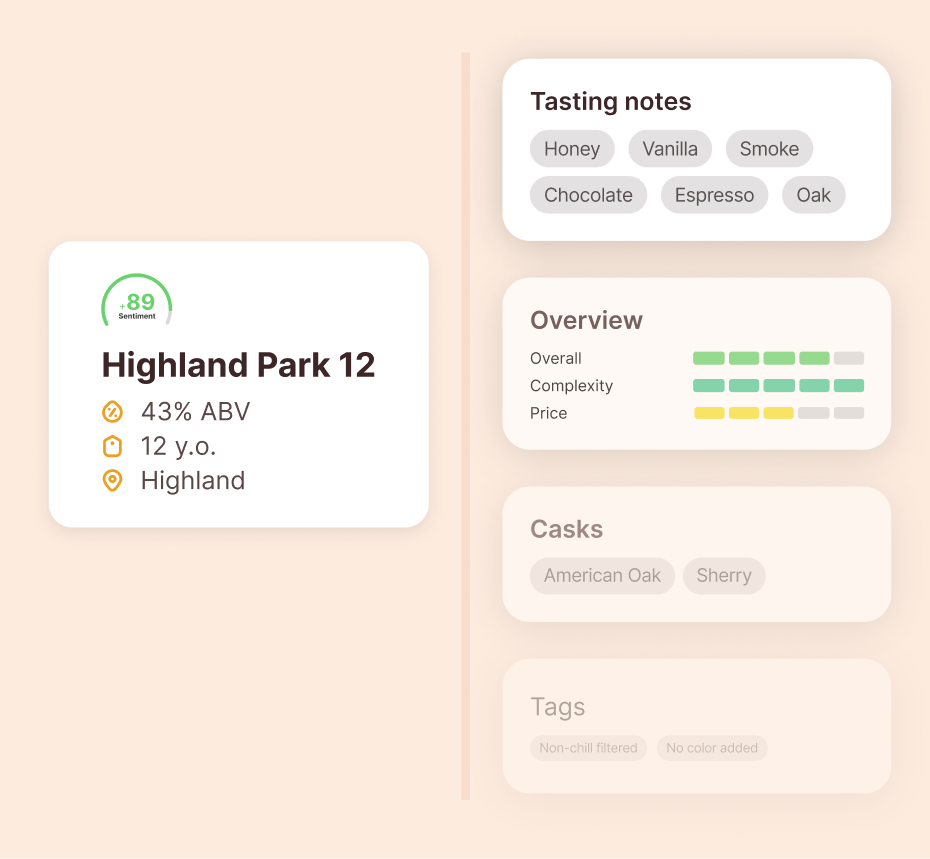 +89
Sentiment
Highland Park 12
43% ABV
12 y.o.
Highland
Tasting notes
Honey Vanilla Smoke
Chocolate Espresso Oak
Overview
Overall
Complexity
Price
Casks
American Oak Sherry
Tags
Non-chill filtered No color added